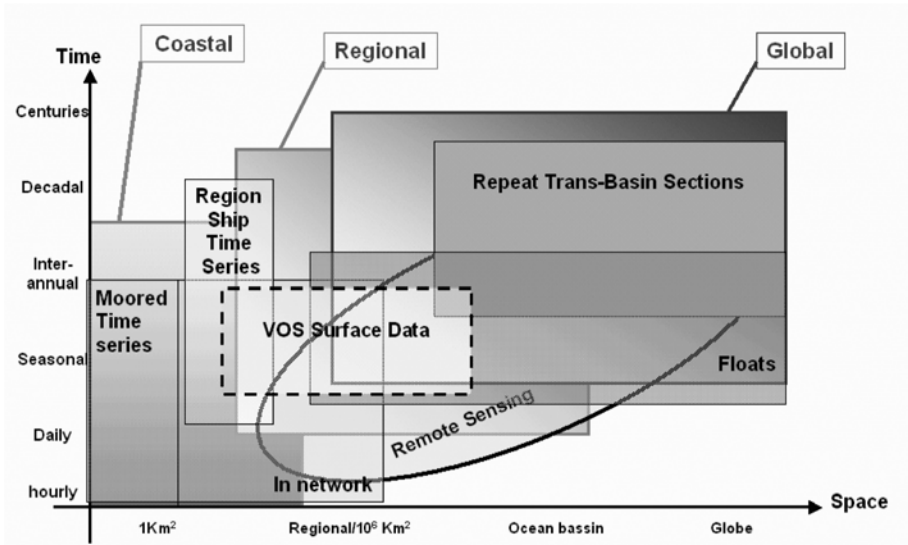 Coastal
Regional
Global
Time
Centuries
Decadal
Inter-
annual
Seasonal
Daily
hourly
Region
Ship
Time
Series
Repeat Trans-Basin Sections
Moored
Time
series
VOS Surface Data
Floats
Remote Sensing
In network
Space
1Km²
Regional/10⁶ Km²
Ocean bassin
Globe